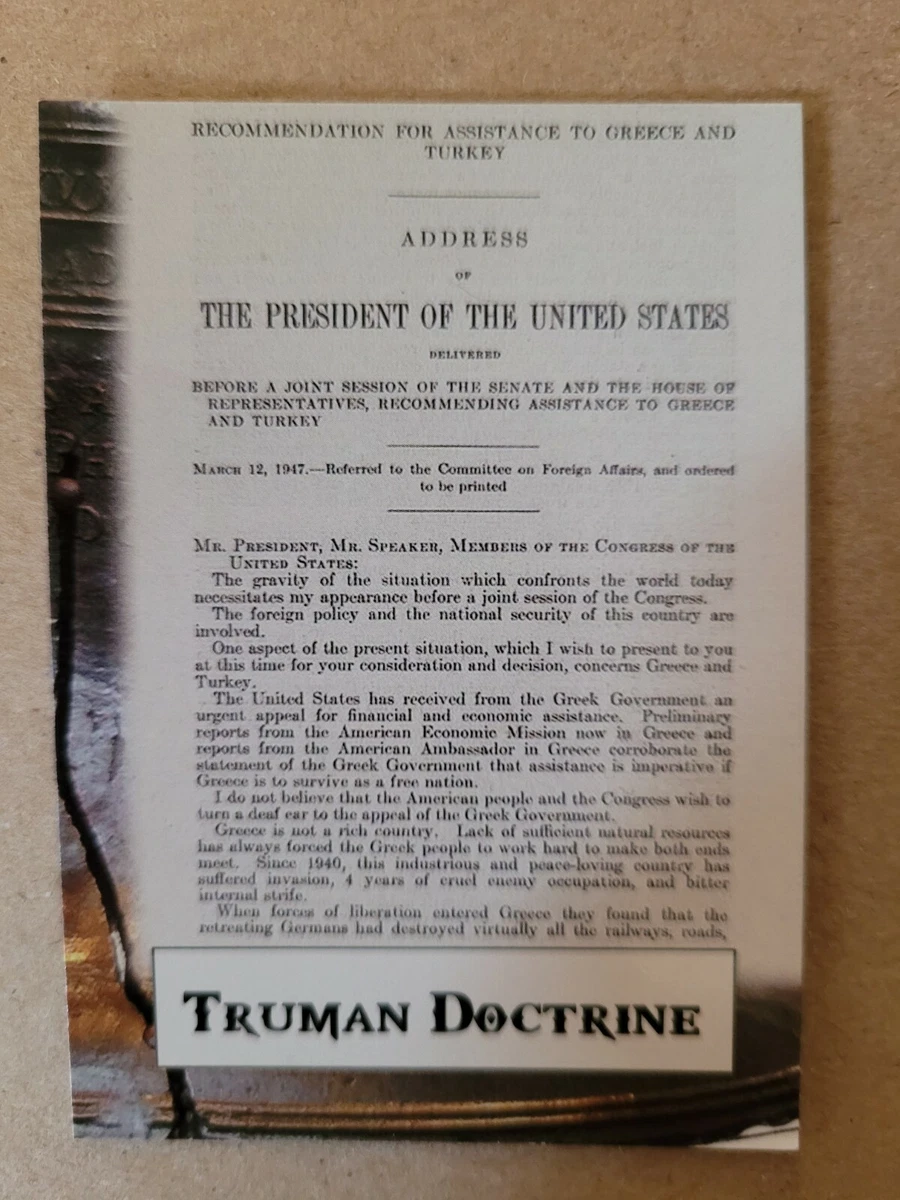 RECOMMENDATION FOR ASSISTANCE TO GREECE AND
TURKEY
ADDRESS
OF
THE PRESIDENT OF THE UNITED STATES
DELIVERED
BEFORE A JOINT SESSION OF THE SENATE AND THE HOUSE OF
REPRESENTATIVES, RECOMMENDING ASSISTANCE TO GREECE
AND TURKEY
MARCH 12, 1947.—Referred to the Committee on Foreign Affairs, and ordered
to be printed
MR. PRESIDENT, MR. SPEAKER, MEMBERS OF THE CONGRESS OF THE
UNITED STATES:
The gravity of the situation which confronts the world today
necessitates my appearance before a joint session of the Congress.
The foreign policy and the national security of this country are
involved.
One aspect of the present situation, which I wish to present to you
at this time for your consideration and decision, concerns Greece and
Turkey.
The United States has received from the Greek Government an
urgent appeal for financial and economic assistance. Preliminary
reports from the American Economic Mission now in Greece and
reports from the American Ambassador in Greece corroborate the
statement of the Greek Government that assistance is imperative if
Greece is to survive as a free nation.
I do not believe that the American people and the Congress wish to
turn a deaf ear to the appeal of the Greek Government.
Greece is not a rich country. Lack of sufficient natural resources
has always forced the Greek people to work hard to make both ends
meet. Since 1940, this industrious and peace-loving country has
suffered invasion, 4 years of cruel enemy occupation, and bitter
internal strife.
When forces of liberation entered Greece they found that the
retreating Germans had destroyed virtually all the railways, roads,
TRUMAN DOCTRINE